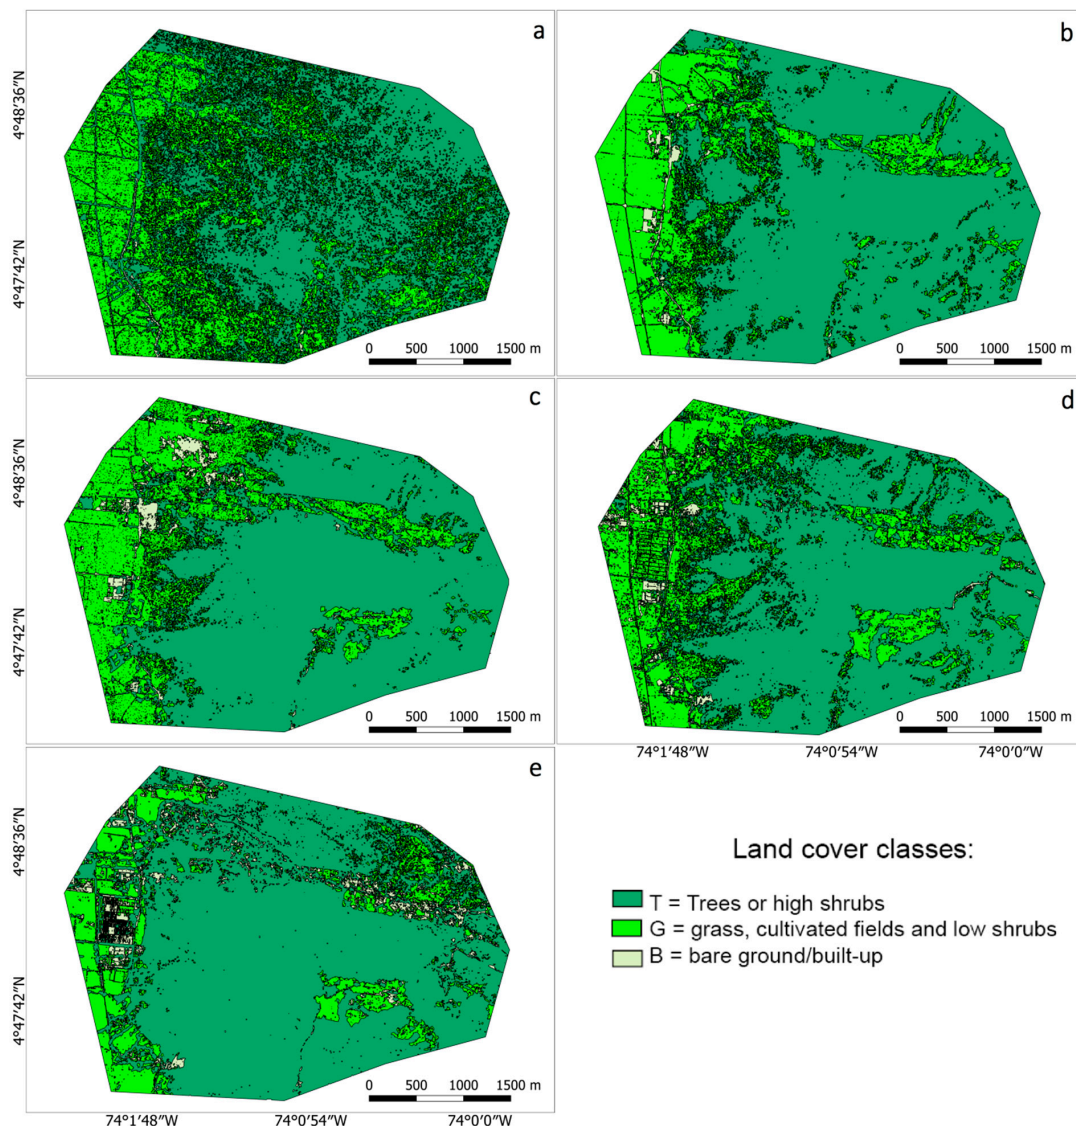 a
b
4°48'36"N
4°47'42"N
0 500 1000 1500 m
0 500 1000 1500 m
c
d
4°48'36"N
4°47'42"N
0 500 1000 1500 m
0 500 1000 1500 m
74°1'48"W 74°0'54"W 74°0'0"W
e
4°48'36"N
4°47'42"N
0 500 1000 1500 m
74°1'48"W 74°0'54"W 74°0'0"W
Land cover classes:
T = Trees or high shrubs
G = grass, cultivated fields and low shrubs
B = bare ground/built-up